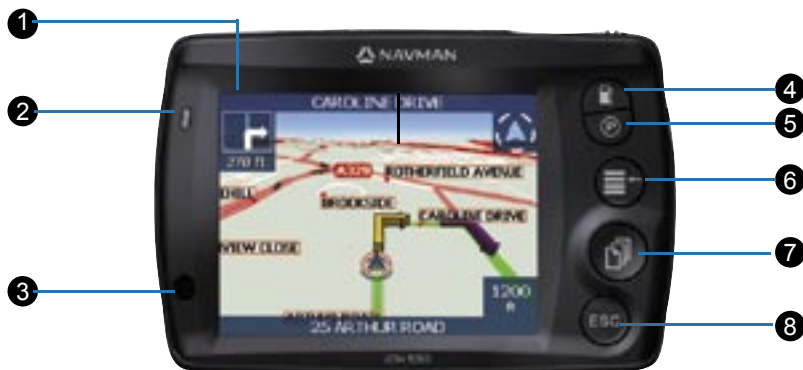 1
NAVMAN
2
CAROLINE DRIVE
4
P
5
270 ft
A329
ROTHERFIELD AVENUE
6
BROOKSIDE
CAROLINE DRIVE
VIEW CLOSE
7
3
1200
ft
25 ARTHUR ROAD
ESC
8